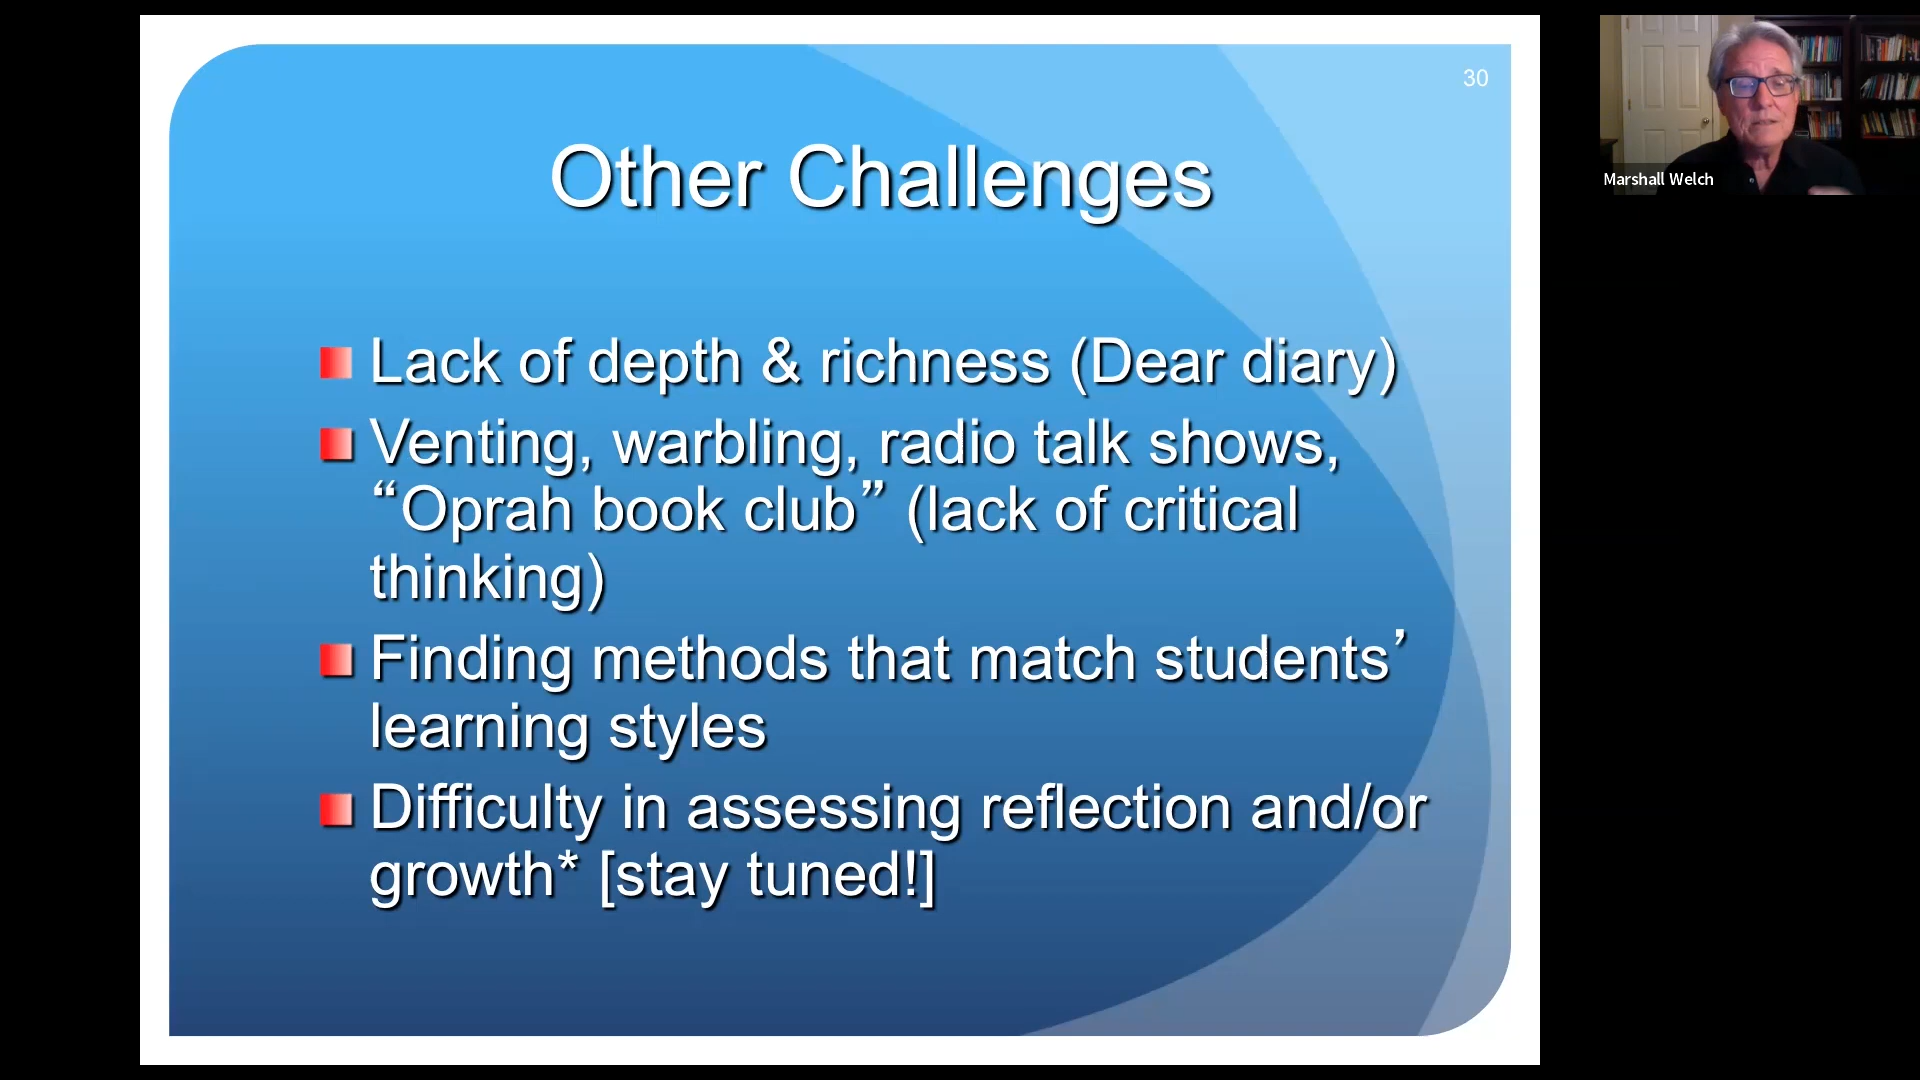 30
Other Challenges
Lack of depth & richness (Dear diary)
Venting, warbling, radio talk shows,
“Oprah book club” (lack of critical
thinking)
Finding methods that match students’
learning styles
Difficulty in assessing reflection and/or
growth* [stay tuned!]
Marshall Welch